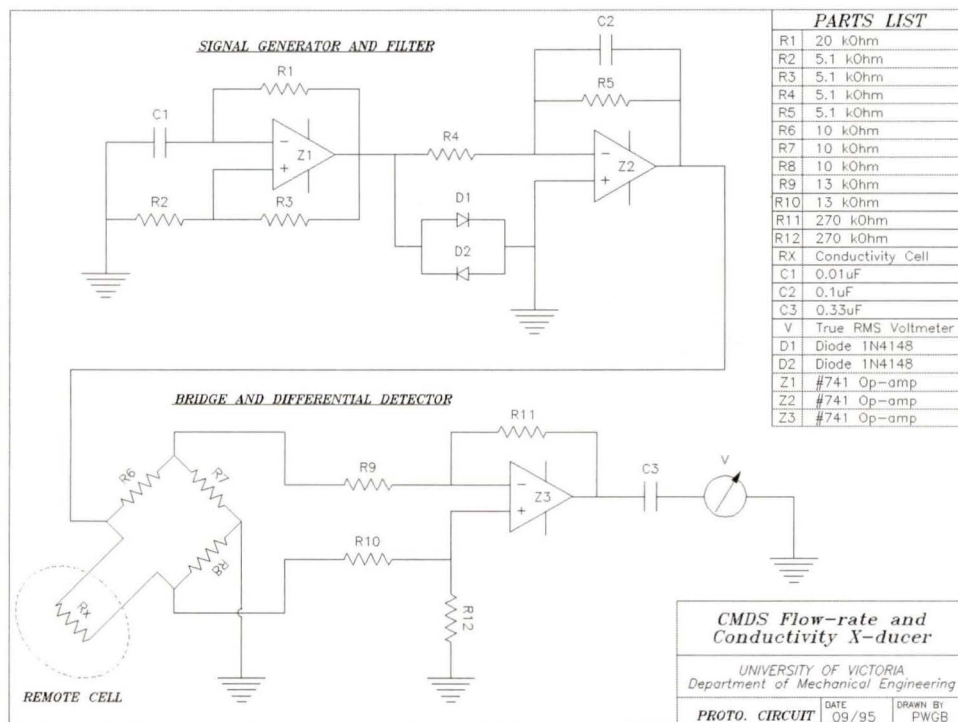 SIGNAL GENERATOR AND FILTER
R1
C1
Z1
R2
R3
R4
D1
D2
C2
R5
Z2
PARTS LIST
R1 20 kOhm
R2 5.1 kOhm
R3 5.1 kOhm
R4 5.1 kOhm
R5 5.1 kOhm
R6 10 kOhm
R7 10 kOhm
R8 10 kOhm
R9 13 kOhm
R10 13 kOhm
R11 270 kOhm
R12 270 kOhm
RX Conductivity Cell
C1 0.01uF
C2 0.1uF
C3 0.33uF
V True RMS Voltmeter
D1 Diode 1N4148
D2 Diode 1N4148
Z1 #741 Op-amp
Z2 #741 Op-amp
Z3 #741 Op-amp
BRIDGE AND DIFFERENTIAL DETECTOR
R6
R7
R8
RX
REMOTE CELL
R9
R10
R11
R12
Z3
C3
V
CMDS Flow-rate and
Conductivity X-ducer
UNIVERSITY OF VICTORIA
Department of Mechanical Engineering
PROTO. CIRCUIT
DATE
09/95
DRAWN BY
PWGB